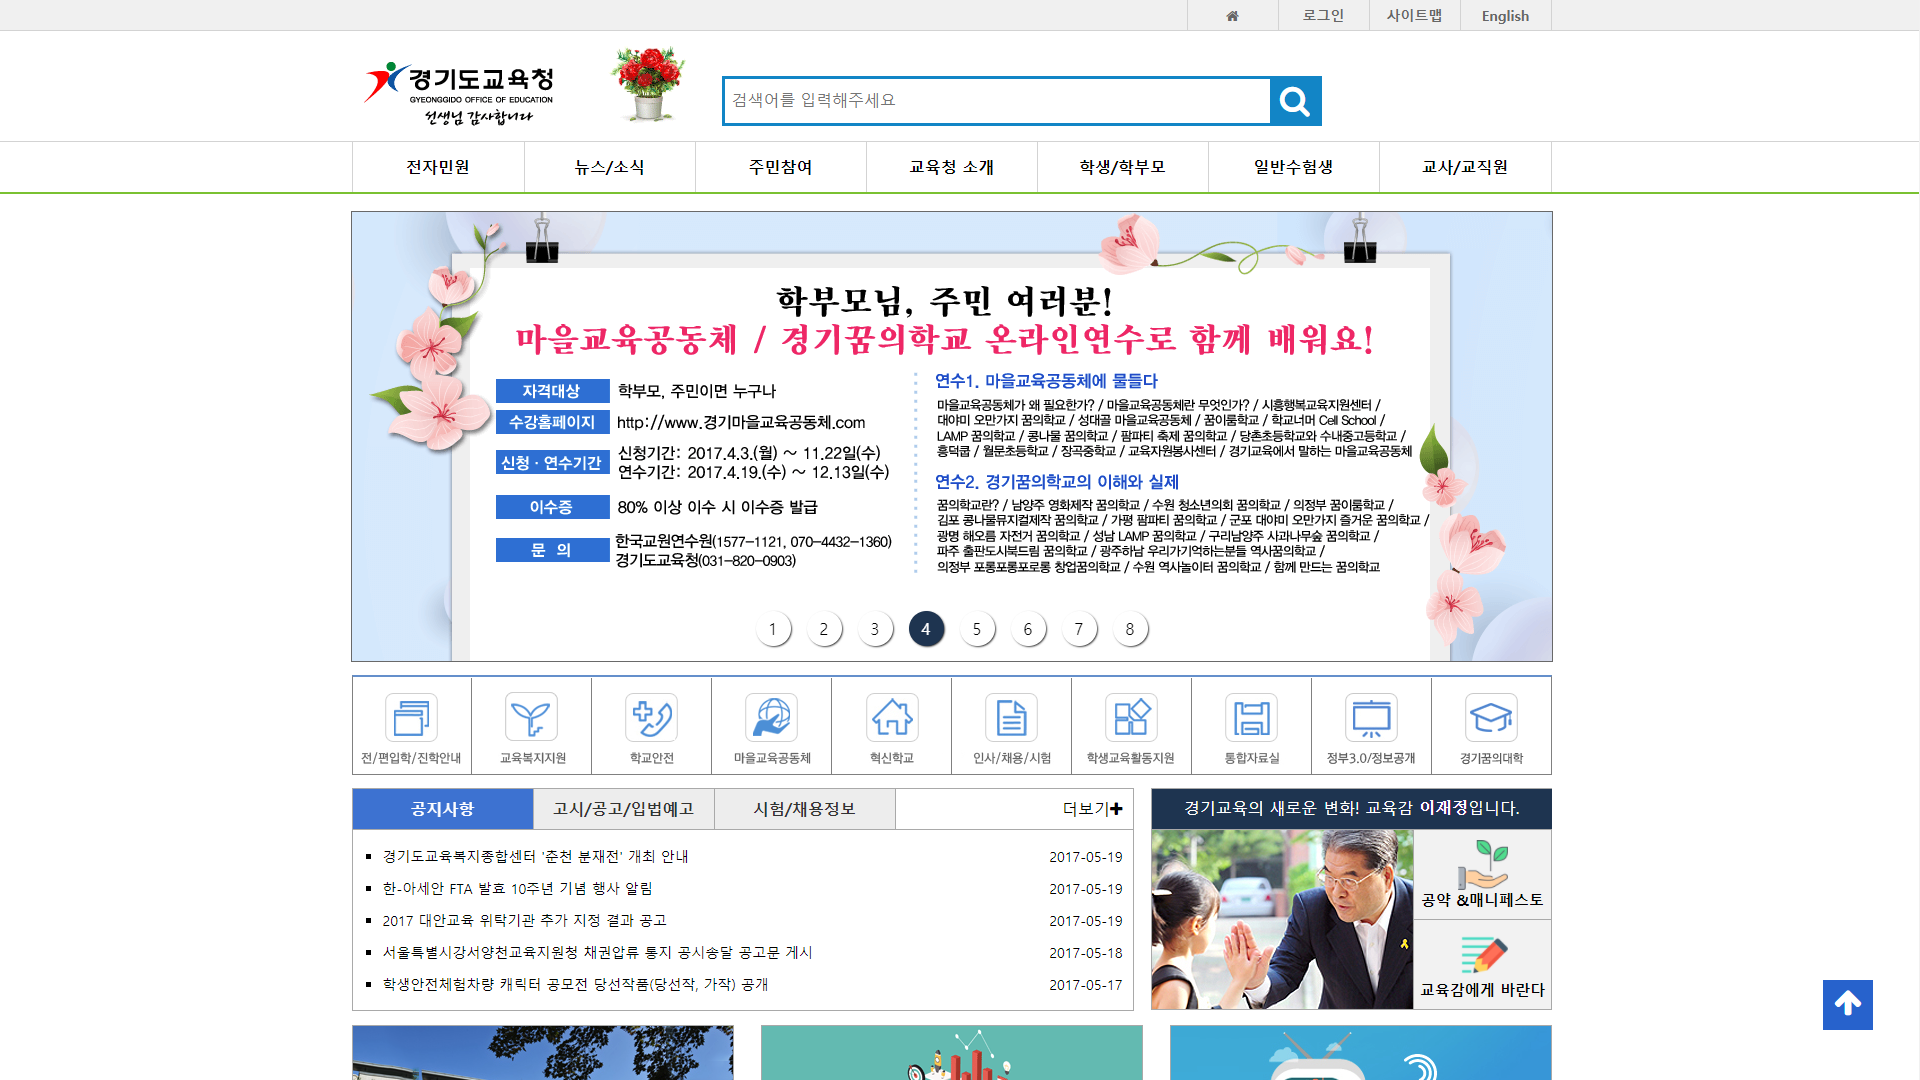 로그인
사이트맵
English
경기도교육청
GYEONGGIDO OFFICE OF EDUCATION
선생님 감사합니다
검색어를 입력해주세요
전자민원
뉴스/소식
주민참여
교육청 소개
학생/학부모
일반수험생
교사/교직원
학부모님, 주민 여러분!
마을교육공동체 / 경기꿈의학교 온라인연수로 함께 배워요!
자격대상 학부모, 주민이면 누구나
수강홈페이지 http://www.경기마을교육공동체.com
신청 · 연수기간 신청기간: 2017.4.3.(월) ~ 11.22일(수)
연수기간: 2017.4.19.(수) ~ 12.13일(수)
이수증 80% 이상 이수 시 이수증 발급
문 의 한국교원연수원(1577-1121, 070-4432-1360)
경기도교육청(031-820-0903)
연수1. 마을교육공동체에 물들다
마을교육공동체가 왜 필요한가? / 마을교육공동체란 무엇인가? / 시흥행복교육지원센터 /
대야미 오만가지 꿈의학교 / 성대골 마을교육공동체 / 꿈이룸학교 / 학교너머 Cell School /
LAMP 꿈의학교 / 콩나물 꿈의학교 / 팜파티 축제 꿈의학교 / 당촌초등학교와 수내중고등학교 /
흥덕쿱 / 월문초등학교 / 장곡중학교 / 교육자원봉사센터 / 경기교육에서 말하는 마을교육공동체
연수2. 경기꿈의학교의 이해와 실제
꿈의학교란? / 남양주 영화제작 꿈의학교 / 수원 청소년의회 꿈의학교 / 의정부 꿈이룸학교 /
김포 콩나물뮤지컬제작 꿈의학교 / 가평 팜파티 꿈의학교 / 군포 대야미 오만가지 즐거운 꿈의학교 /
광명 해오름 자전거 꿈의학교 / 성남 LAMP 꿈의학교 / 구리남양주 사과나무숲 꿈의학교 /
파주 출판도시북드림 꿈의학교 / 광주하남 우리가기억하는분들 역사꿈의학교 /
의정부 포롱포롱포로롱 창업꿈의학교 / 수원 역사놀이터 꿈의학교 / 함께 만드는 꿈의학교
1 2 3 4 5 6 7 8
전/편입학/진학안내
교육복지지원
학교안전
마을교육공동체
혁신학교
인사/채용/시험
학생교육활동지원
통합자료실
정부3.0/정보공개
경기꿈의대학
공지사항
고시/공고/입법예고
시험/채용정보
더보기
경기도교육복지종합센터 '춘천 분재전' 개최 안내 2017-05-19
한-아세안 FTA 발효 10주년 기념 행사 알림 2017-05-19
2017 대안교육 위탁기관 추가 지정 결과 공고 2017-05-19
서울특별시강서양천교육지원청 채권압류 통지 공시송달 공고문 게시 2017-05-18
학생안전체험차량 캐릭터 공모전 당선작품(당선작, 가작) 공개 2017-05-17
경기교육의 새로운 변화! 교육감 이재정입니다.
공약 &매니페스토
교육감에게 바란다